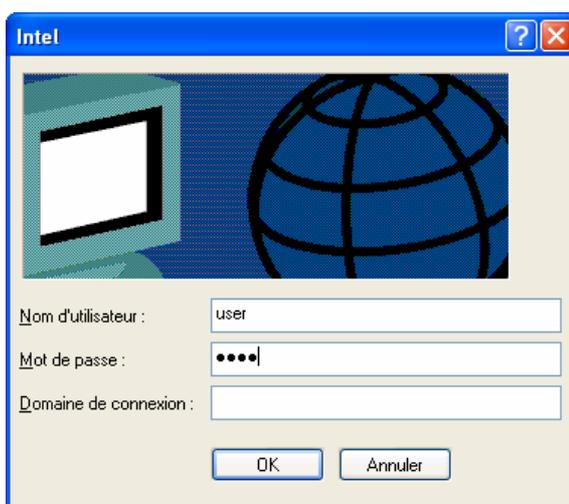 Intel
Nom d'utilisateur :
user
Mot de passe :
••••
Domaine de connexion :
OK
Annuler